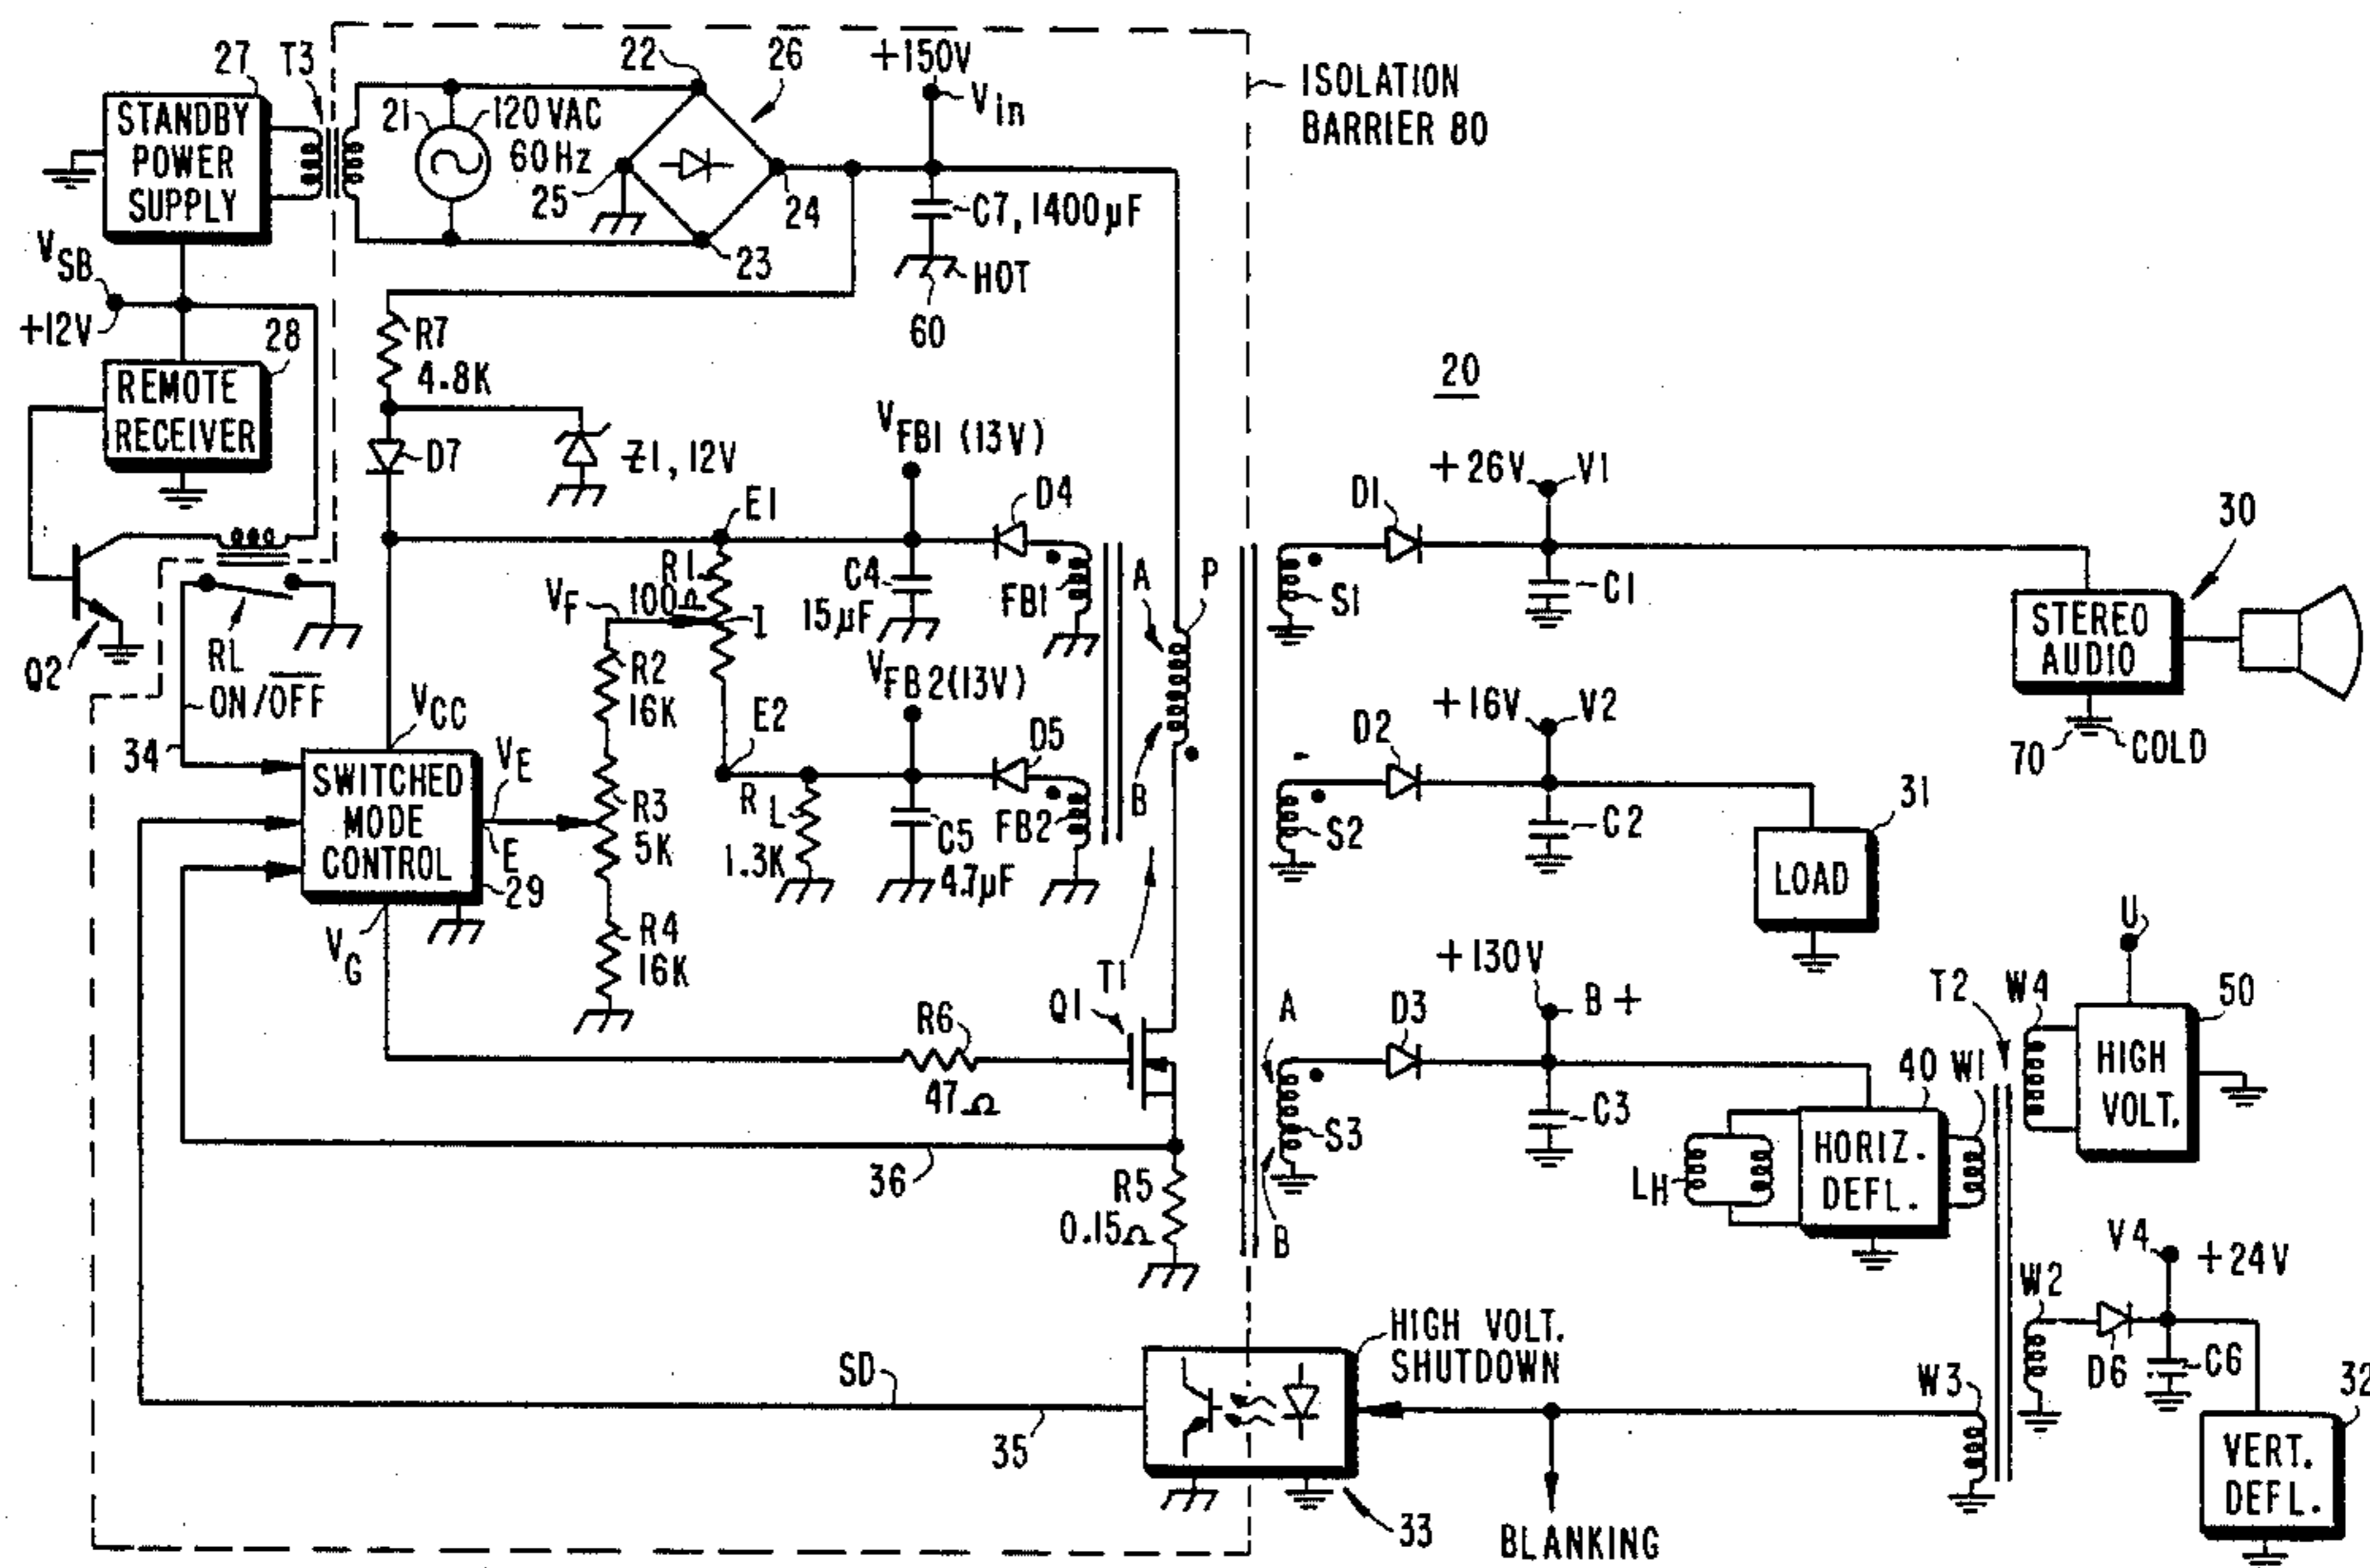 27
T3
22
26
+150V
Vin
ISOLATION
BARRIER 80
STANDBY
POWER
SUPPLY
21
120 VAC
60 Hz
25
24
23
C7, 1400µF
HOT
60
VSB
+12V
28
REMOTE
RECEIVER
R7
4.8K
D7
Z1, 12V
VFB1 (13V)
D4
E1
R1
100Ω
VF
1
C4
15µF
FB1
A
P
Q2
RL
ON/OFF
34
VCC
R2
16K
VFB2 (13V)
E2
D5
B
SWITCHED
MODE
CONTROL
VE
E
29
R3
5K
RL
1.3K
C5
4.7µF
FB2
VG
R4
16K
T1
Q1
R6
47Ω
36
R5
0.15Ω
20
D1
+26V
V1
S1
C1
30
STEREO
AUDIO
70
COLD
D2
+16V
V2
S2
C2
31
LOAD
+130V
B+
A
D3
S3
B
C3
LH
40
W1
HORIZ.
DEFL.
T2
W4
U
50
HIGH
VOLT.
V4
+24V
W2
D6
C6
W3
32
VERT.
DEFL.
SD
35
HIGH VOLT.
SHUTDOWN
33
BLANKING